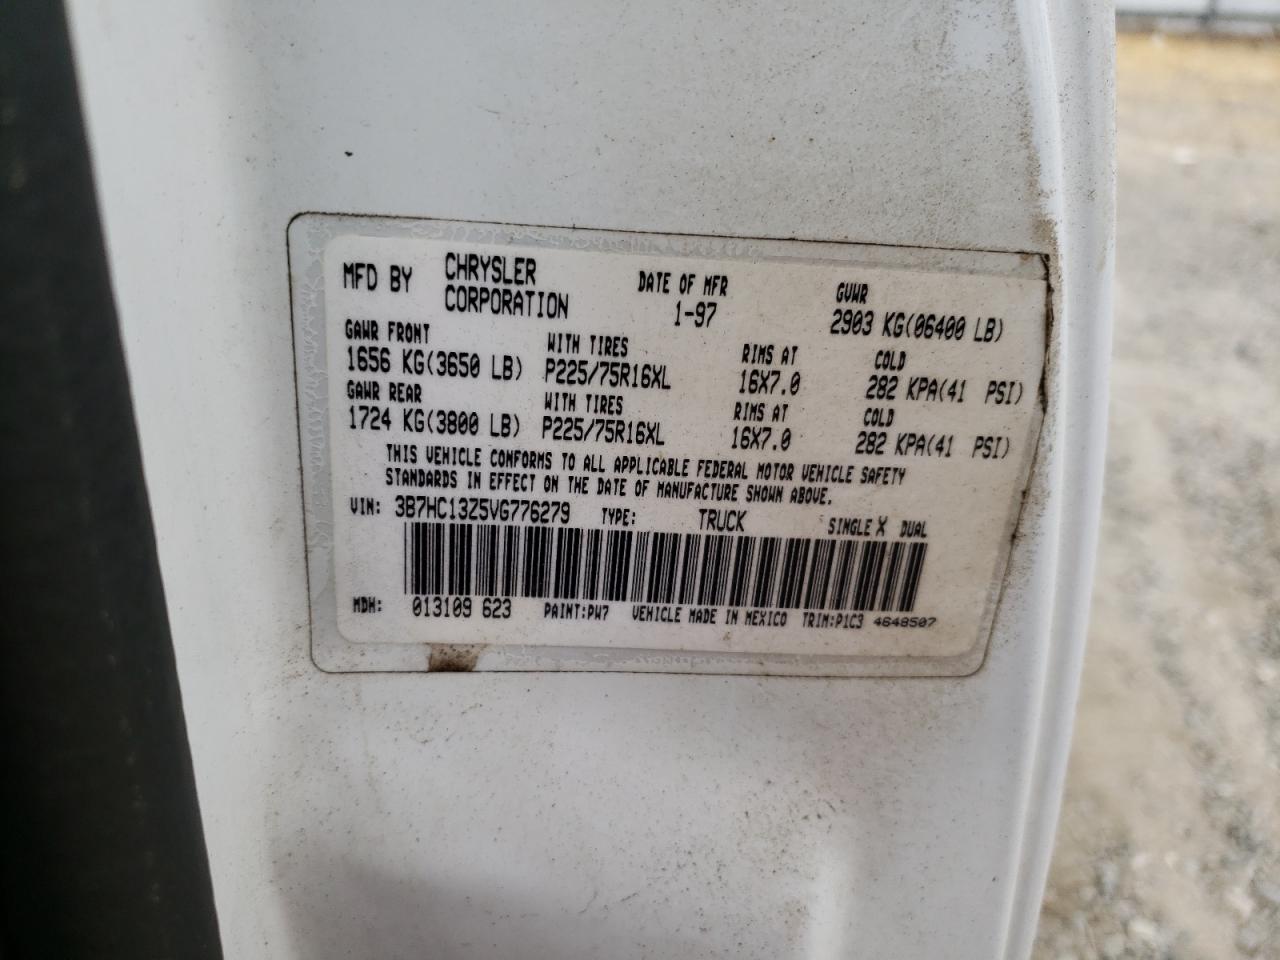 MFD BY CHRYSLER CORPORATION DATE OF MFR 1-97 GVWR 2903 KG(06400 LB)
GAWR FRONT WITH TIRES RIMS AT COLD
1656 KG(3650 LB) P225/75R16XL 16X7.0 282 KPA(41 PSI)
GAWR REAR WITH TIRES RIMS AT COLD
1724 KG(3800 LB) P225/75R16XL 16X7.0 282 KPA(41 PSI)
THIS VEHICLE CONFORMS TO ALL APPLICABLE FEDERAL MOTOR VEHICLE SAFETY
STANDARDS IN EFFECT ON THE DATE OF MANUFACTURE SHOWN ABOVE.
VIN: 3B7HC13Z5VG776279 TYPE: TRUCK SINGLE X DUAL
MDH: 013109 623 PAINT:PW7 VEHICLE MADE IN MEXICO TRIM:P1C3 4648507